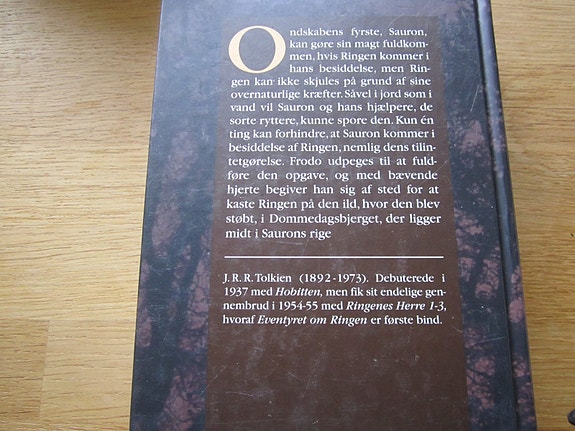 Ondskabens fyrste, Sauron,
kan gøre sin magt fuldkom-
men, hvis Ringen kommer i
hans besiddelse, men Rin-
gen kan ikke skjules på grund af sine
overnaturlige kræfter. Såvel i jord som i
vand vil Sauron og hans hjælpere, de
sorte ryttere, kunne spore den. Kun én
ting kan forhindre, at Sauron kommer i
besiddelse af Ringen, nemlig dens tilin-
tetgørelse. Frodo udpeges til at fuld-
føre den opgave, og med bævende
hjerte begiver han sig af sted for at
kaste Ringen på den ild, hvor den blev
støbt, i Dommedagsbjerget, der ligger
midt i Saurons rige
J. R. R. Tolkien (1892-1973). Debuterede i
1937 med Hobitten, men fik sit endelige gen-
nembrud i 1954-55 med Ringenes Herre 1-3,
hvoraf Eventyret om Ringen er første bind.